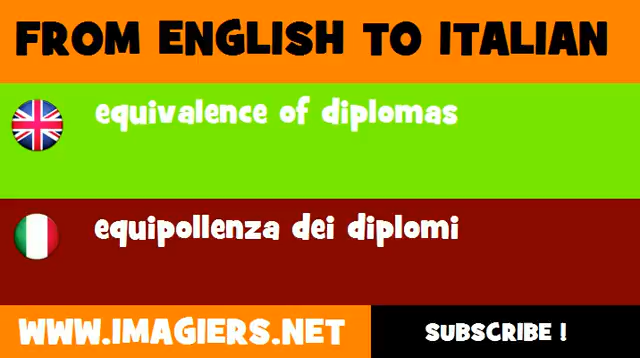 FROM ENGLISH TO ITALIAN
equivalence of diplomas
equipollenza dei diplomi
WWW.IMAGIERS.NET
SUBSCRIBE !